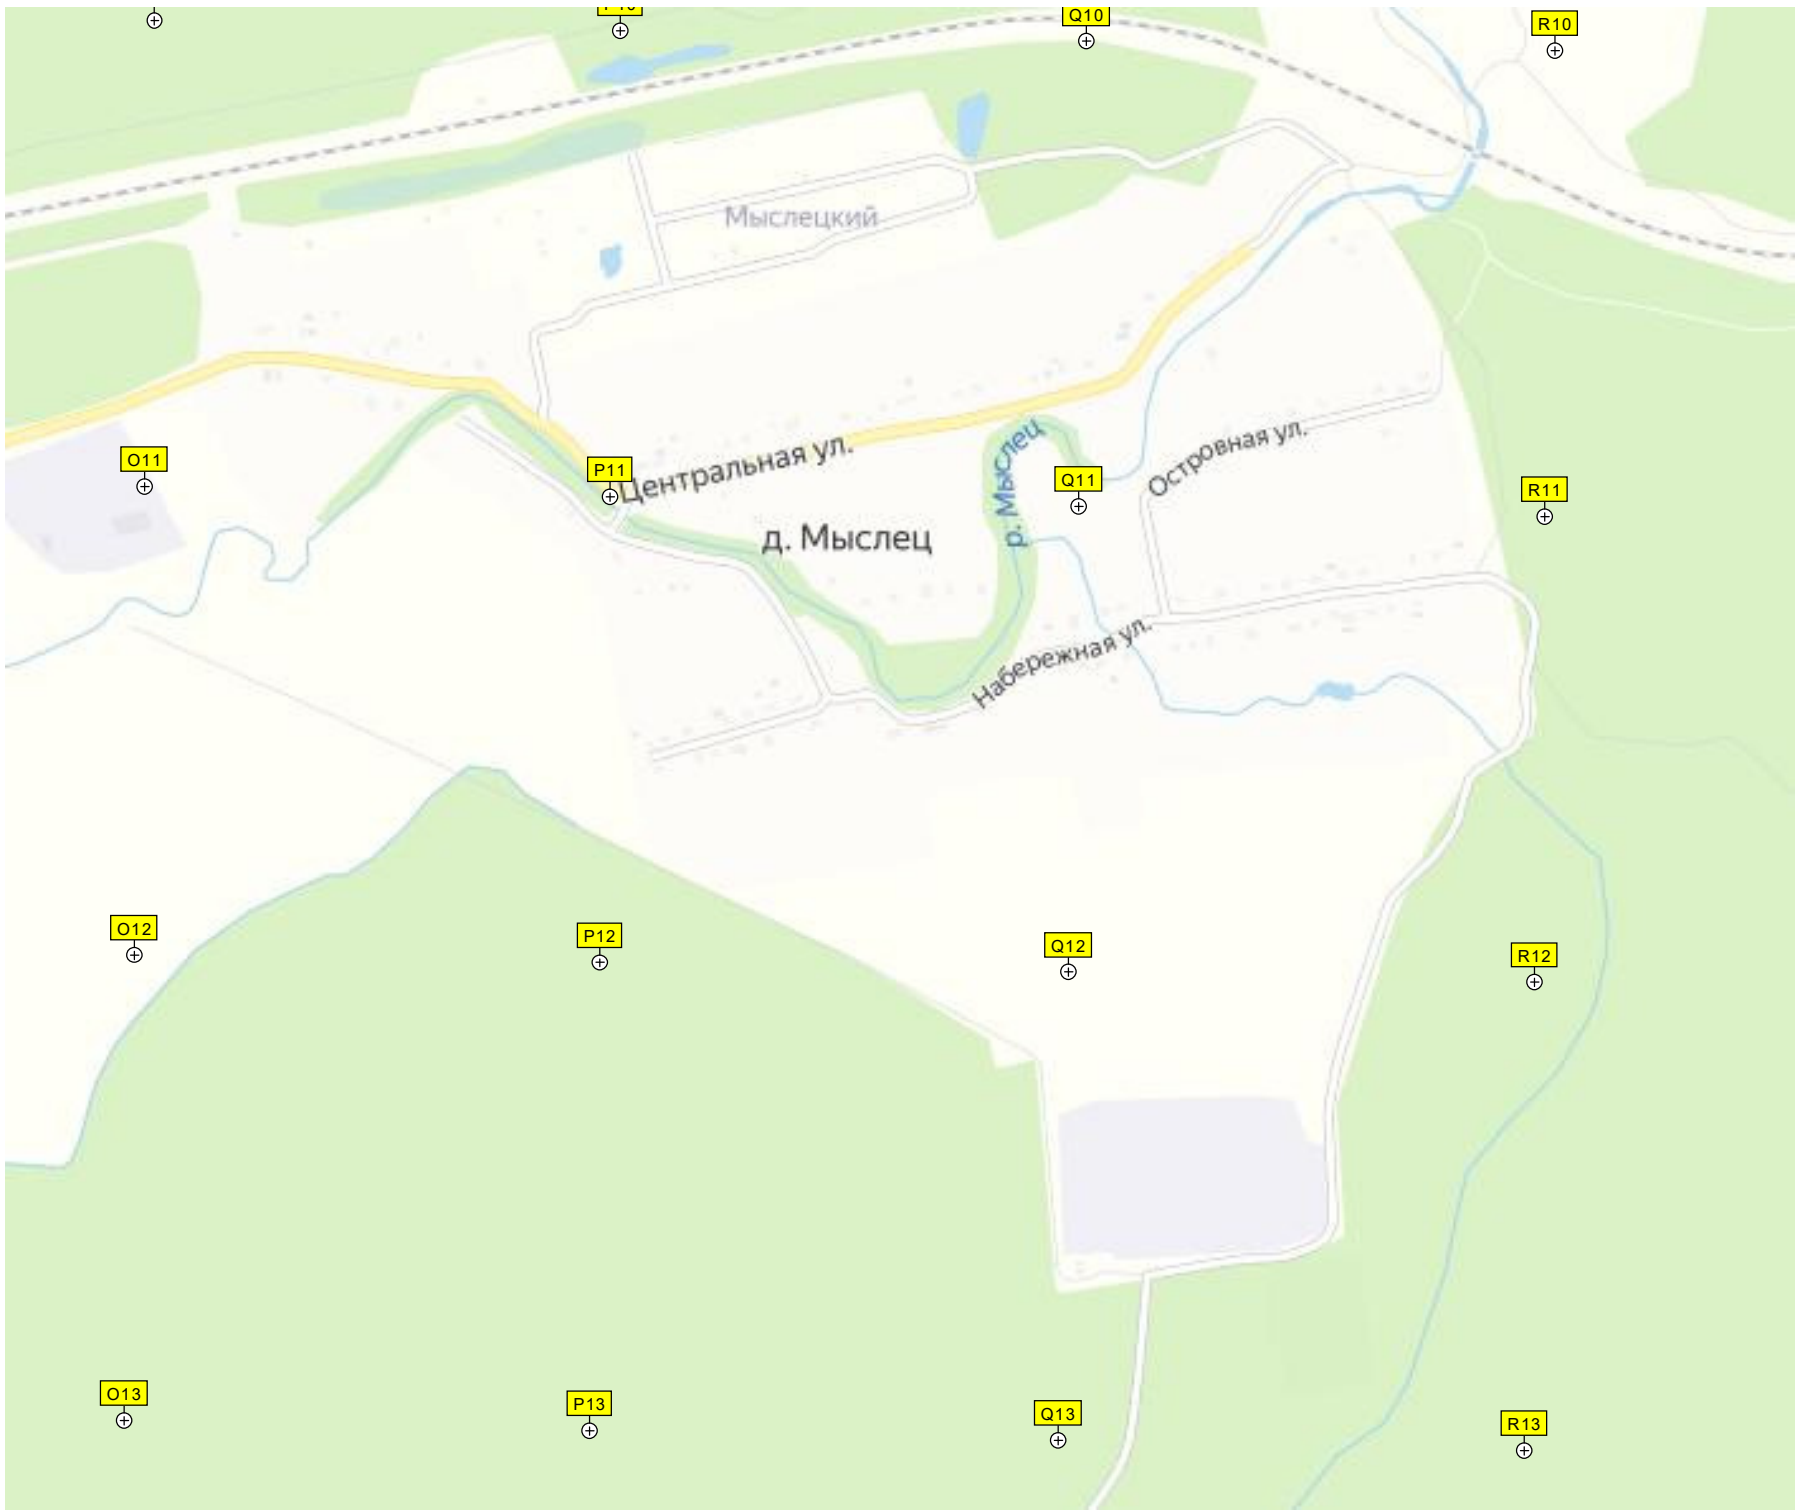 P10
Q10
R10
Мыслецкий
O11
P11
Центральная ул.
р. Мыслец
Q11
Островная ул.
R11
д. Мыслец
Набережная ул.
O12
P12
Q12
R12
O13
P13
Q13
R13